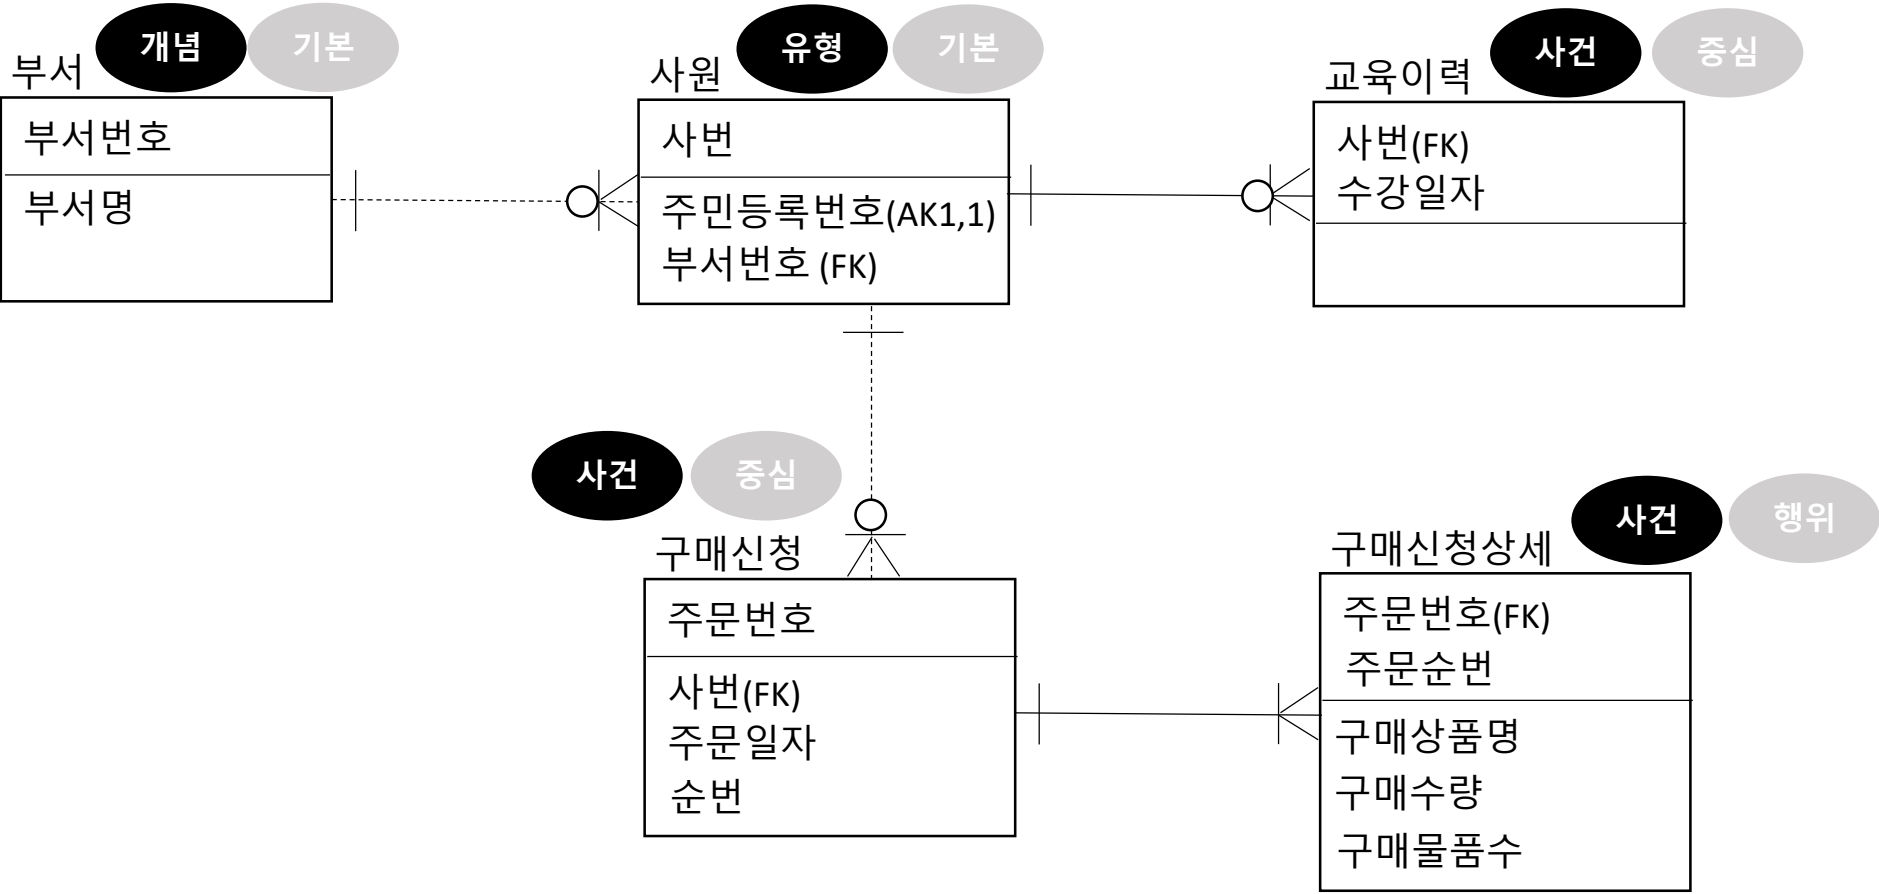 부서
개념
기본
부서번호
부서명
사원
유형
기본
사번
주민등록번호(AK1,1)
부서번호 (FK)
교육이력
사건
중심
사번(FK)
수강일자
사건
중심
구매신청
주문번호
사번(FK)
주문일자
순번
사건
행위
구매신청상세
주문번호(FK)
주문순번
구매상품명
구매수량
구매물품수